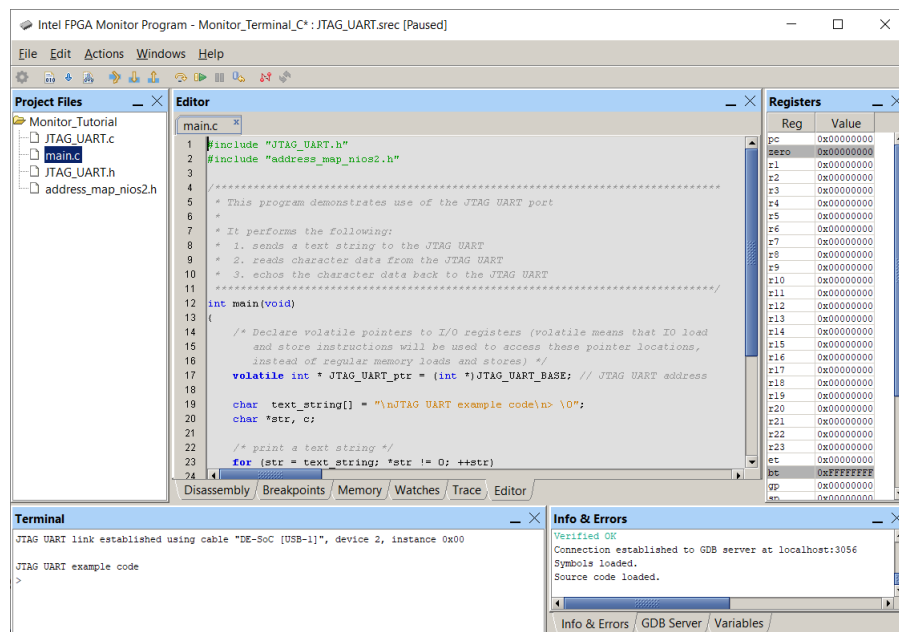 Intel FPGA Monitor Program - Monitor_Terminal_C* : JTAG_UART.srec [Paused]
File Edit Actions Windows Help
Project Files
Monitor_Tutorial
JTAG_UART.c
main.c
JTAG_UART.h
address_map_nios2.h
Editor
main.c
1 #include "JTAG_UART.h"
2 #include "address_map_nios2.h"
3
4 /*******************************************************************************
5 * This program demonstrates use of the JTAG UART port
6 *
7 * It performs the following:
8 * 1. sends a text string to the JTAG UART
9 * 2. reads character data from the JTAG UART
10 * 3. echos the character data back to the JTAG UART
11 ******************************************************************************/
12 int main(void)
13 {
14 /* Declare volatile pointers to I/O registers (volatile means that IO load
15 and store instructions will be used to access these pointer locations,
16 instead of regular memory loads and stores) */
17 volatile int * JTAG_UART_ptr = (int *)JTAG_UART_BASE; // JTAG UART address
18
19 char text_string[] = "\nJTAG UART example code\n> \0";
20 char *str, c;
21
22 /* print a text string */
23 for (str = text_string; *str != 0; ++str)
24
Disassembly Breakpoints Memory Watches Trace Editor
Registers
Reg Value
pc 0x00000000
zero 0x00000000
r1 0x00000000
r2 0x00000000
r3 0x00000000
r4 0x00000000
r5 0x00000000
r6 0x00000000
r7 0x00000000
r8 0x00000000
r9 0x00000000
r10 0x00000000
r11 0x00000000
r12 0x00000000
r13 0x00000000
r14 0x00000000
r15 0x00000000
r16 0x00000000
r17 0x00000000
r18 0x00000000
r19 0x00000000
r20 0x00000000
r21 0x00000000
r22 0x00000000
r23 0x00000000
et 0x00000000
bt 0xFFFFFFFF
gp 0x00000000
sp 0x00000000
Terminal
JTAG UART link established using cable "DE-SoC [USB-1]", device 2, instance 0x00
JTAG UART example code
>
Info & Errors
Verified OK
Connection established to GDB server at localhost:3056
Symbols loaded.
Source code loaded.
Info & Errors GDB Server Variables